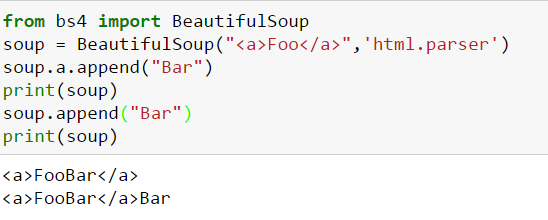 from bs4 import BeautifulSoup
soup = BeautifulSoup("<a>Foo</a>",'html.parser')
soup.a.append("Bar")
print(soup)
soup.append("Bar")
print(soup)
<a>FooBar</a>
<a>FooBar</a>Bar